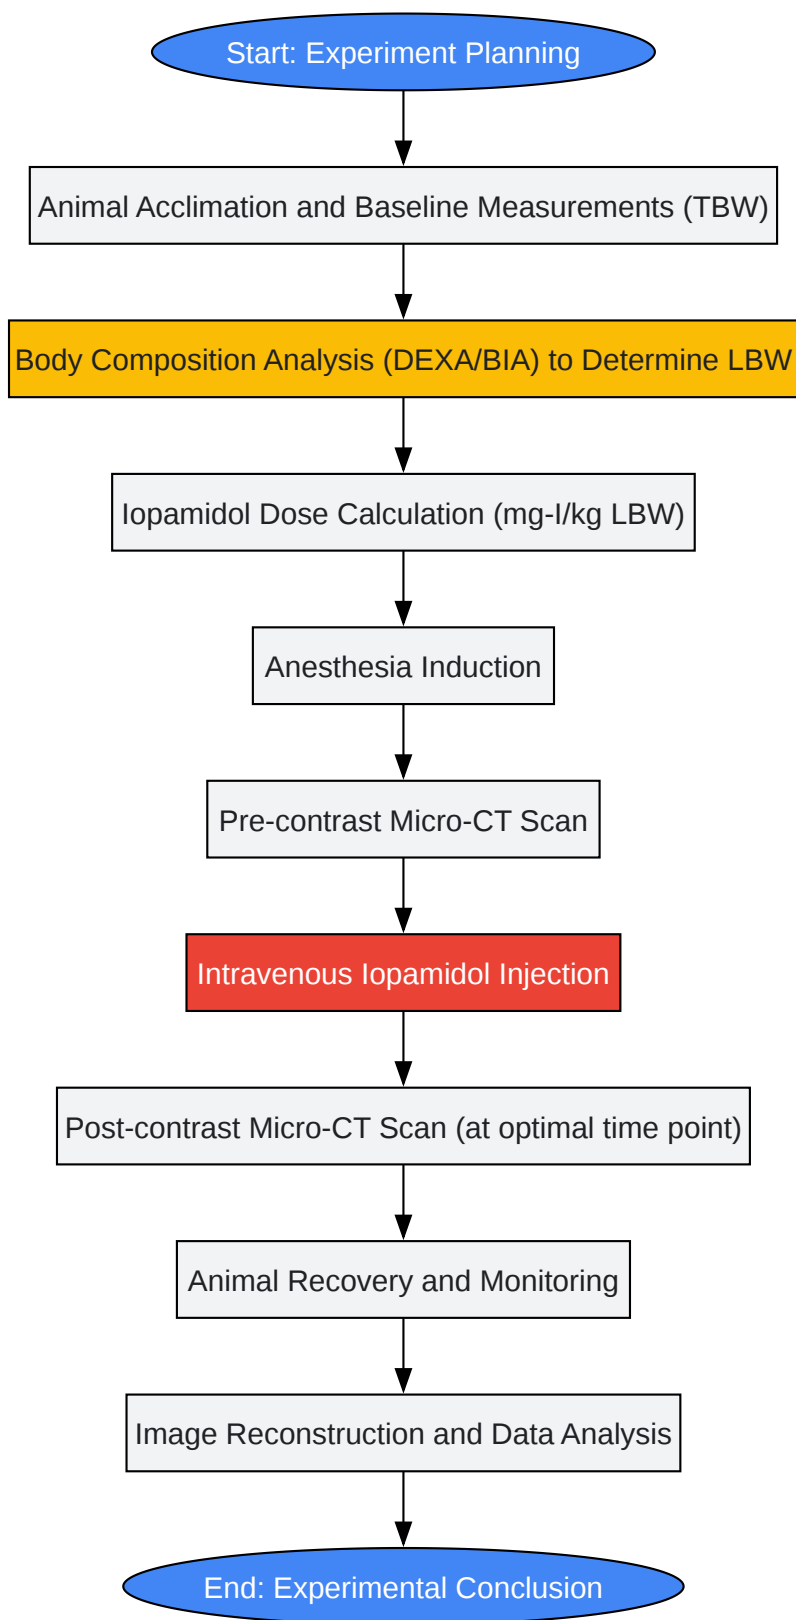 Start: Experiment Planning
Animal Acclimation and Baseline Measurements (TBW)
Body Composition Analysis (DEXA/BIA) to Determine LBW
Iopamidol Dose Calculation (mg-I/kg LBW)
Anesthesia Induction
Pre-contrast Micro-CT Scan
Intravenous Iopamidol Injection
Post-contrast Micro-CT Scan (at optimal time point)
Animal Recovery and Monitoring
Image Reconstruction and Data Analysis
End: Experimental Conclusion